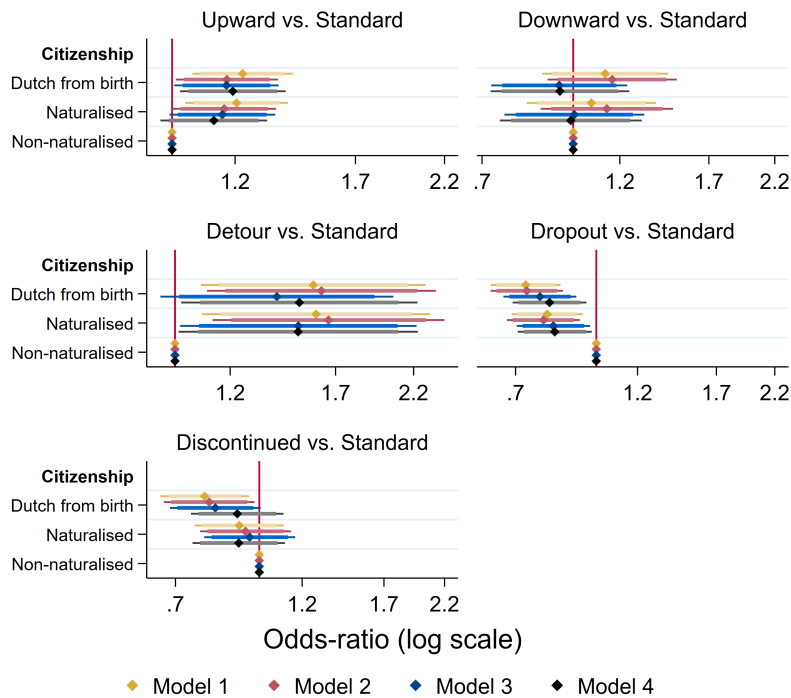 Upward vs. Standard
Citizenship
Dutch from birth
Naturalised
Non-naturalised
1.2 1.7 2.2
Downward vs. Standard
.7 1.2 1.7 2.2
Detour vs. Standard
Citizenship
Dutch from birth
Naturalised
Non-naturalised
1.2 1.7 2.2
Dropout vs. Standard
.7 1.2 1.7 2.2
Discontinued vs. Standard
Citizenship
Dutch from birth
Naturalised
Non-naturalised
.7 1.2 1.7 2.2
Odds-ratio (log scale)
Model 1 Model 2 Model 3 Model 4